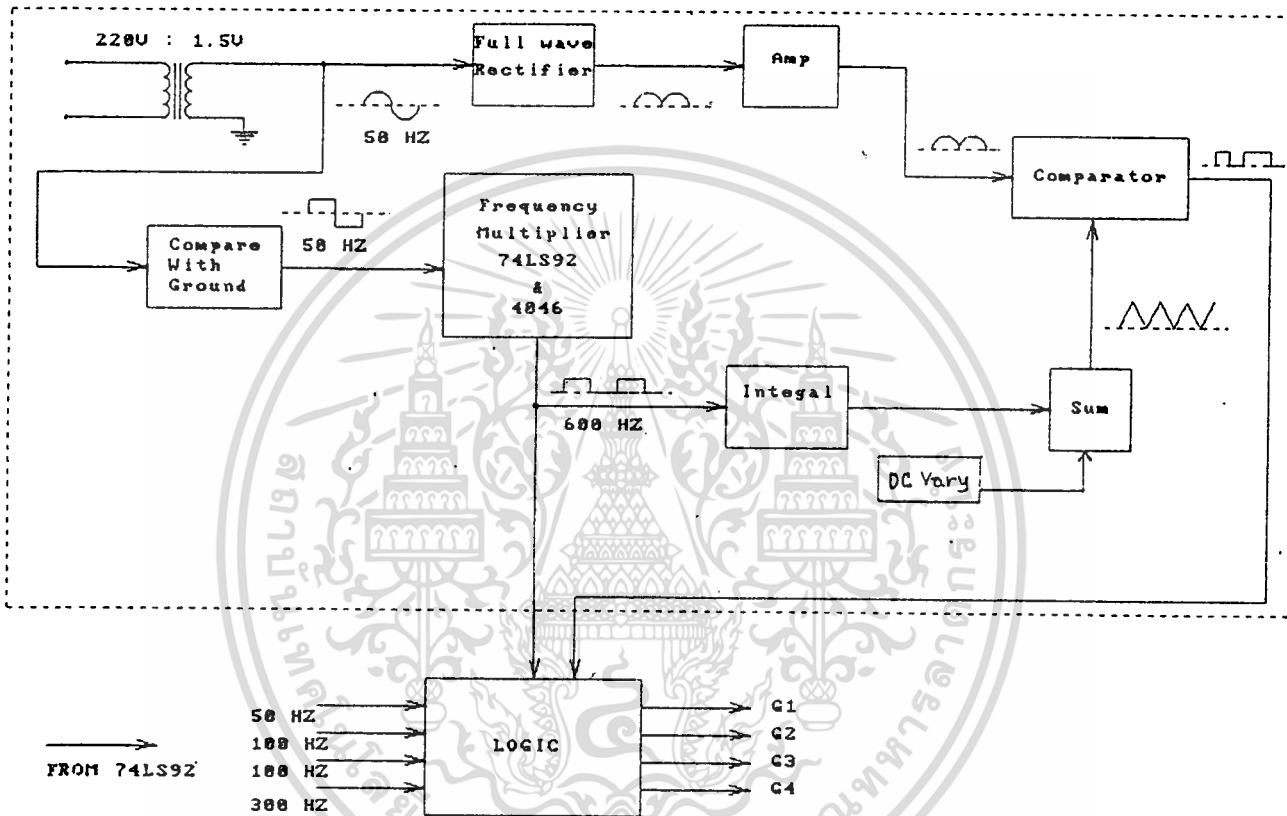 220V : 1.5V
Full wave
Rectifier
Amp
50 HZ
Comparator
Frequency
Multiplier
74LS92
&
4046
50 HZ
Compare
With
Ground
Integal
Sum
600 HZ
DC Vary
50 HZ
100 HZ
100 HZ
300 HZ
FROM 74LS92
LOGIC
G1
G2
G3
G4